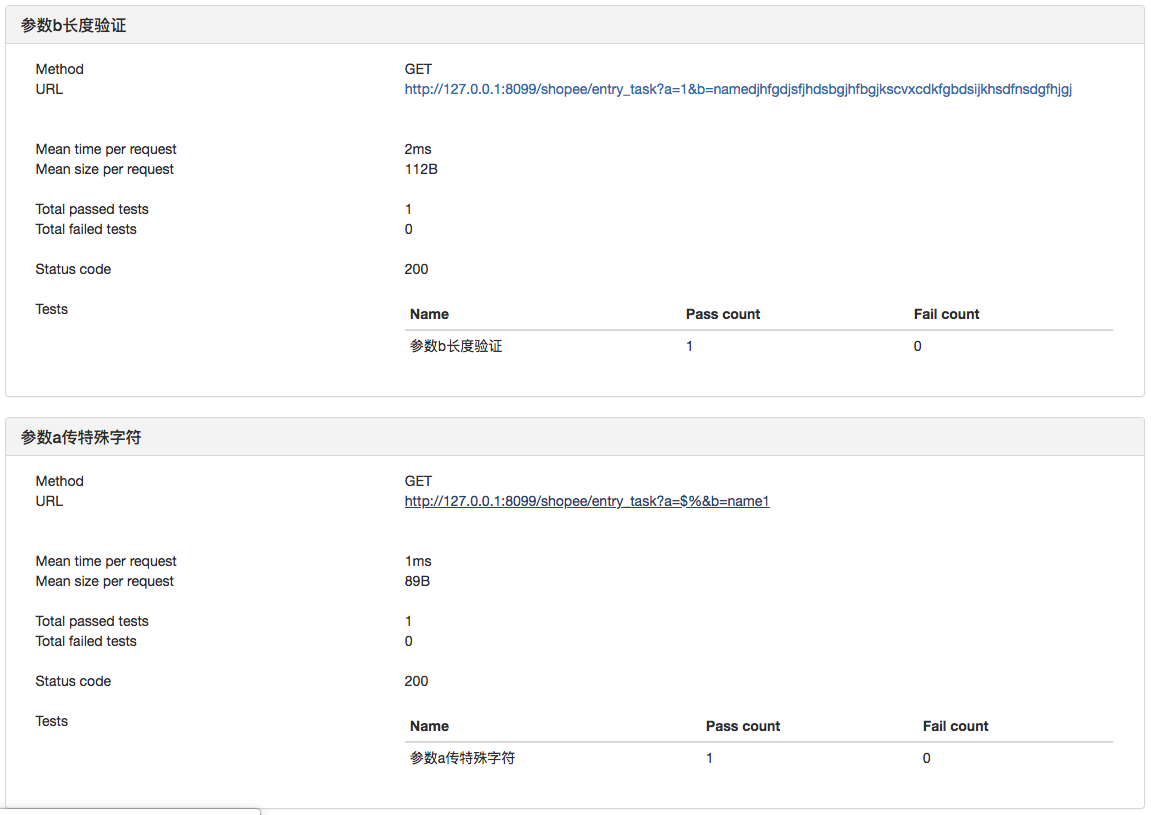 参数b长度验证
Method GET
URL http://127.0.0.1:8099/shopee/entry_task?a=1&b=namedjhfgdjsfjhdsbgjhfbgjkscvxcdkfgbdsijkhsdfnsdgfhjgj
Mean time per request 2ms
Mean size per request 112B
Total passed tests 1
Total failed tests 0
Status code 200
Tests
Name Pass count Fail count
参数b长度验证 1 0
参数a传特殊字符
Method GET
URL http://127.0.0.1:8099/shopee/entry_task?a=$%&b=name1
Mean time per request 1ms
Mean size per request 89B
Total passed tests 1
Total failed tests 0
Status code 200
Tests
Name Pass count Fail count
参数a传特殊字符 1 0